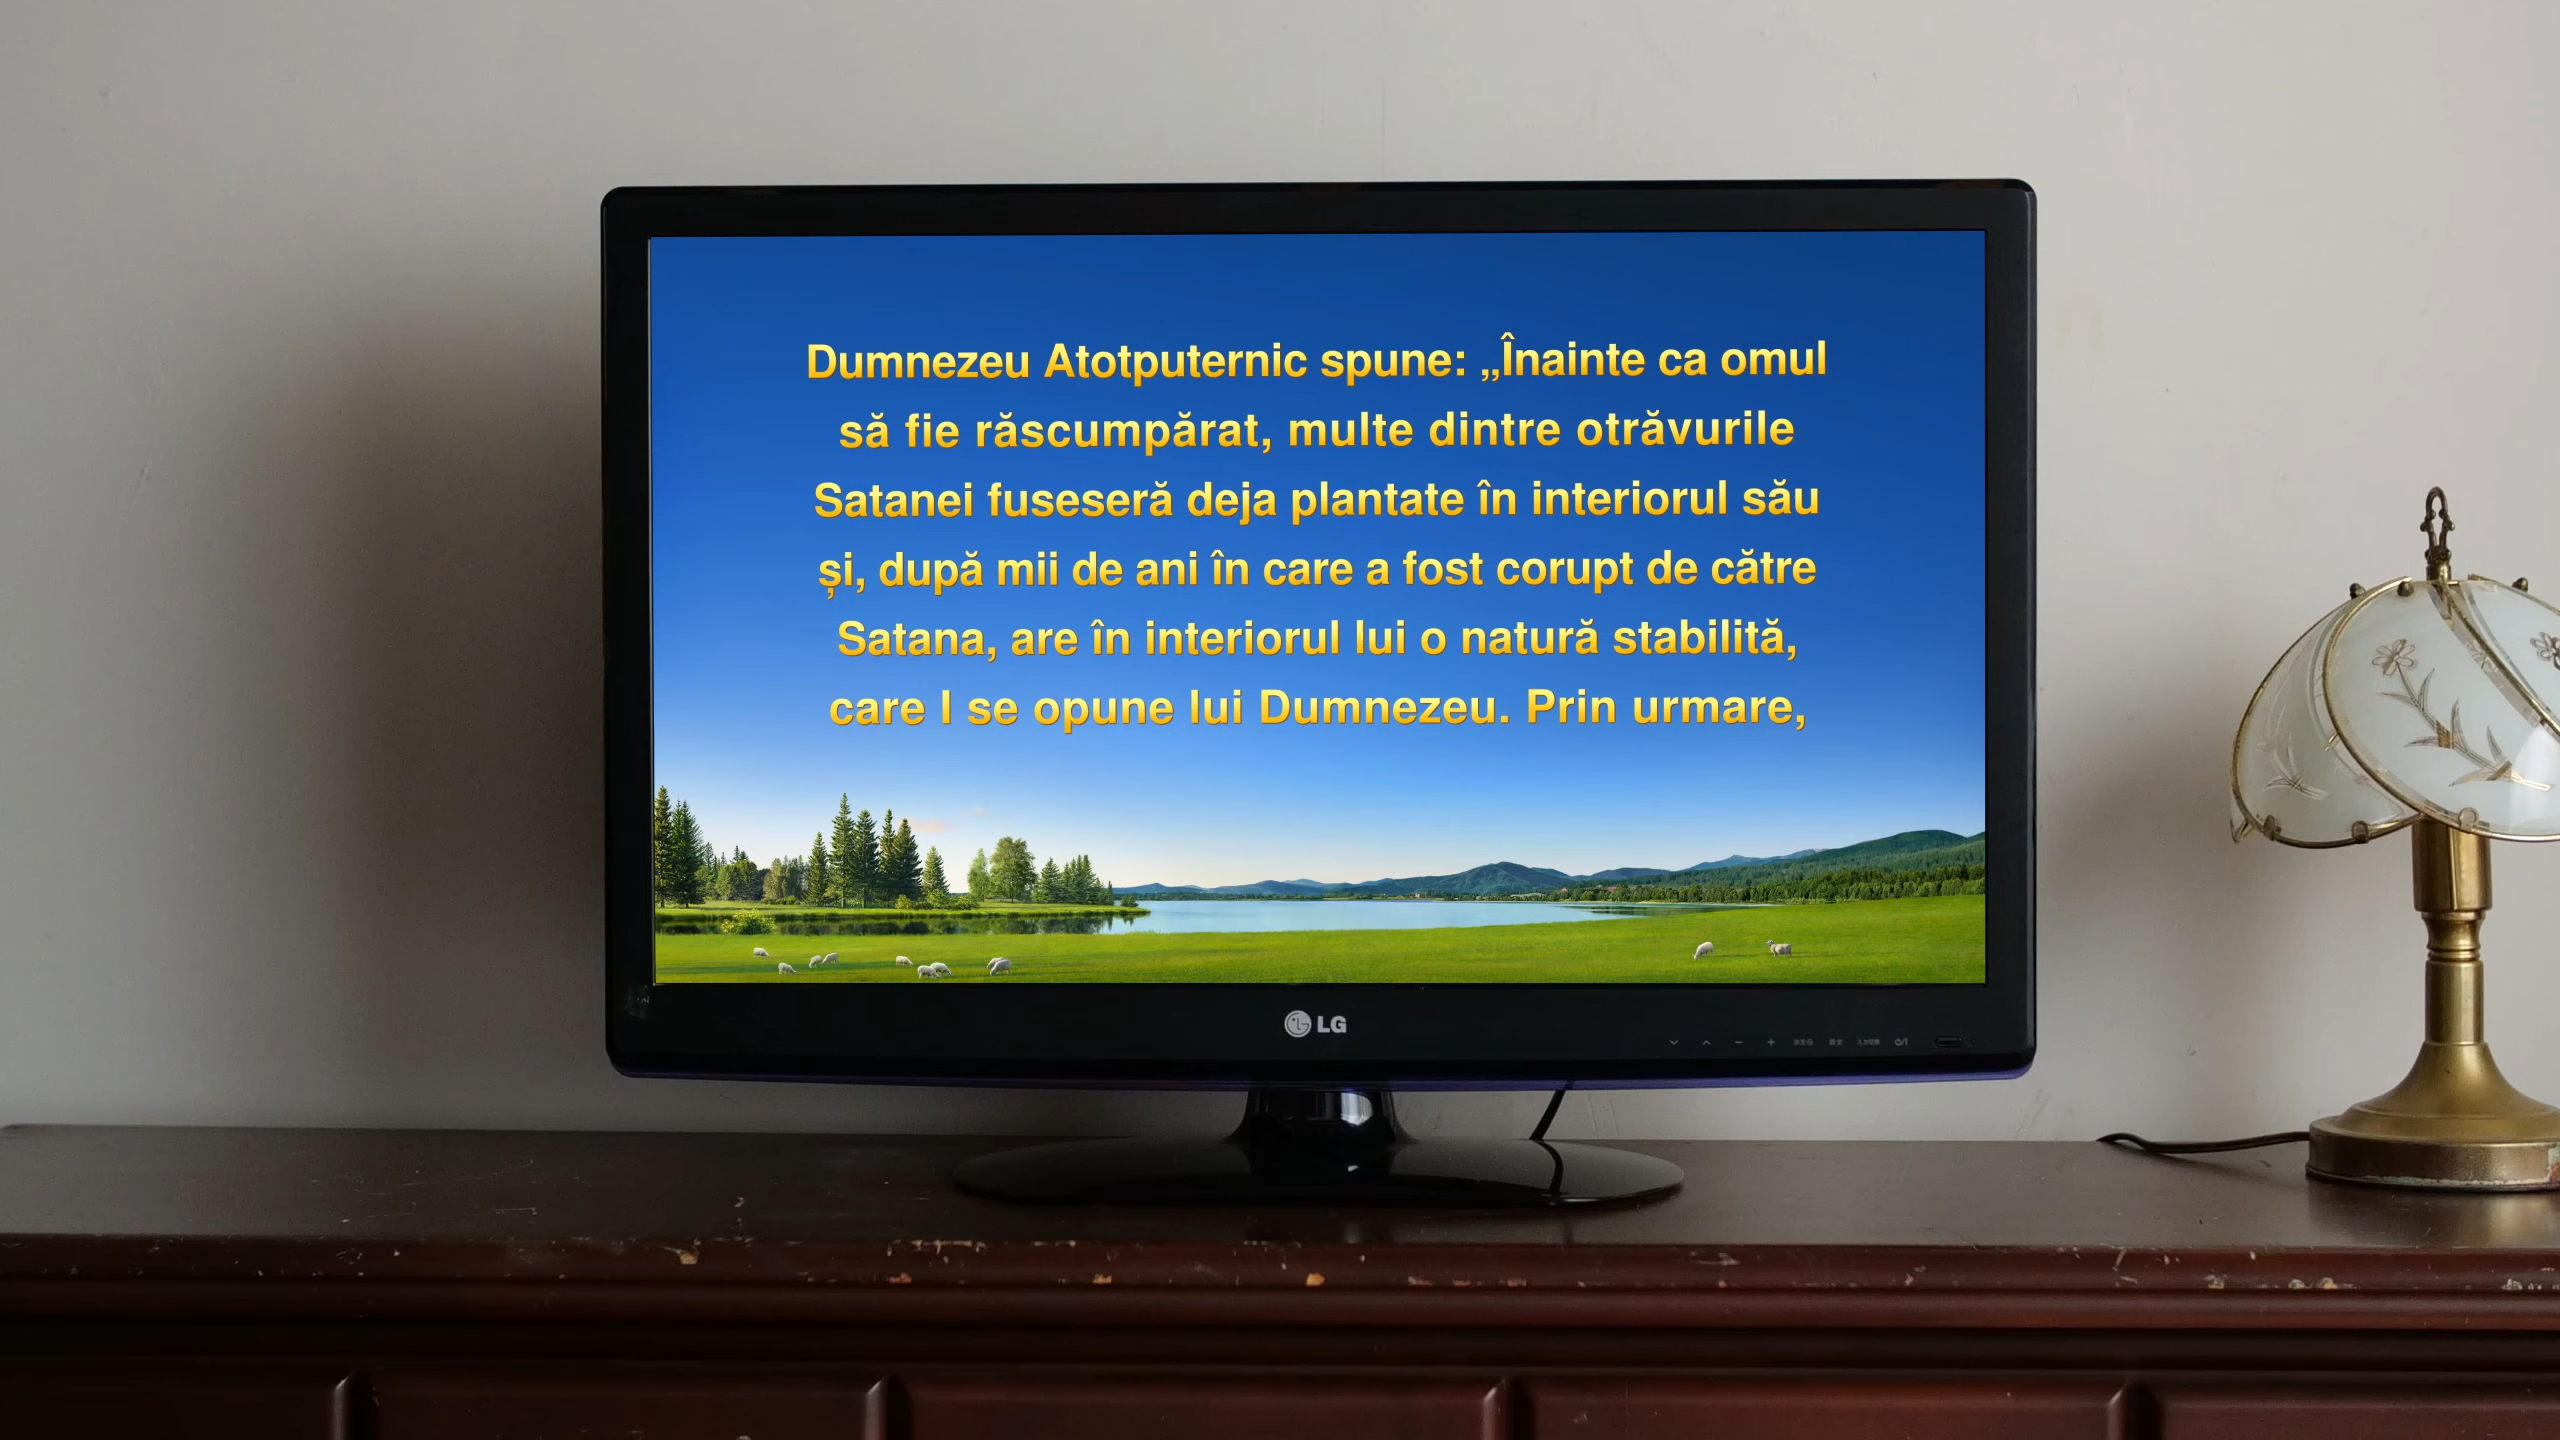 Dumnezeu Atotputernic spune: „Înainte ca omul
să fie răscumpărat, multe dintre otrăvurile
Satanei fuseseră deja plantate în interiorul său
și, după mii de ani în care a fost corupt de către
Satana, are în interiorul lui o natură stabilită,
care I se opune lui Dumnezeu. Prin urmare,
LG